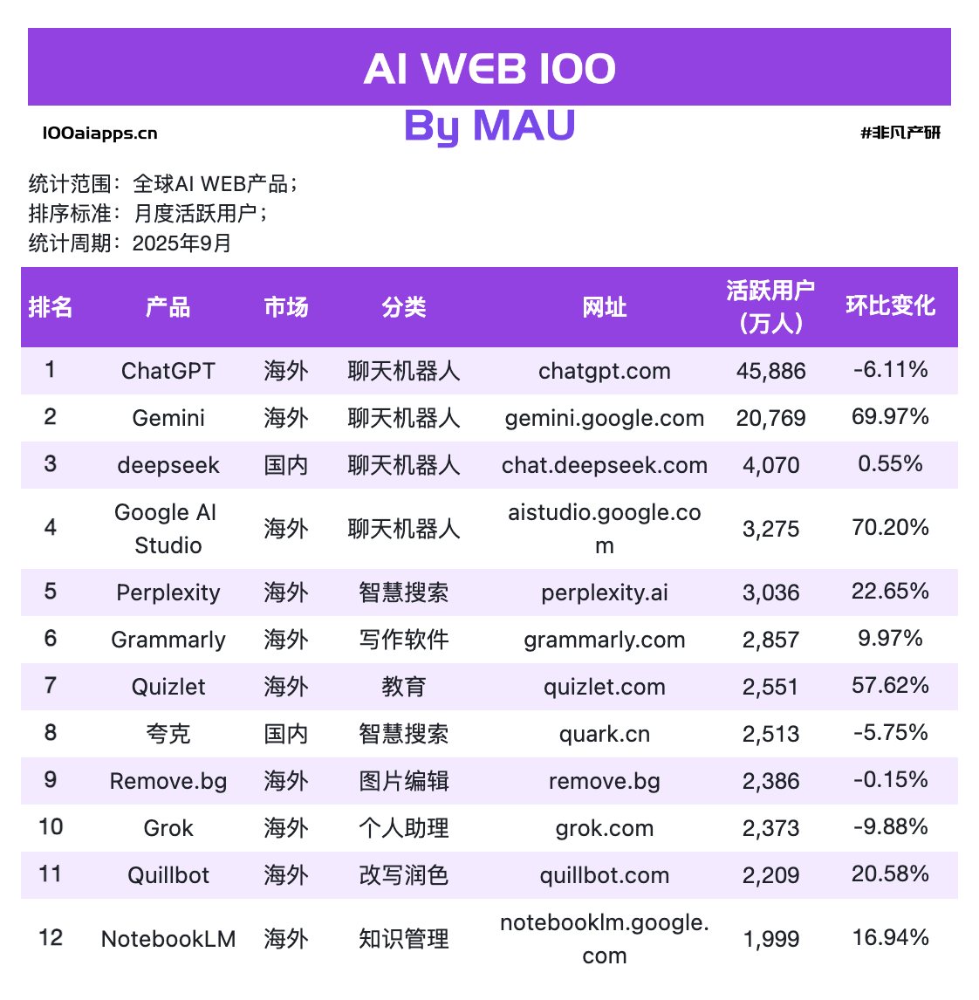 AI WEB 100
By MAU
100aiapps.cn
#非凡产研
统计范围：全球AI WEB产品；
排序标准：月度活跃用户；
统计周期：2025年9月
排名 产品 市场 分类 网址 活跃用户（万人） 环比变化
1 ChatGPT 海外 聊天机器人 chatgpt.com 45,886 -6.11%
2 Gemini 海外 聊天机器人 gemini.google.com 20,769 69.97%
3 deepseek 国内 聊天机器人 chat.deepseek.com 4,070 0.55%
4 Google AI Studio 海外 聊天机器人 aistudio.google.com 3,275 70.20%
5 Perplexity 海外 智慧搜索 perplexity.ai 3,036 22.65%
6 Grammarly 海外 写作软件 grammarly.com 2,857 9.97%
7 Quizlet 海外 教育 quizlet.com 2,551 57.62%
8 夸克 国内 智慧搜索 quark.cn 2,513 -5.75%
9 Remove.bg 海外 图片编辑 remove.bg 2,386 -0.15%
10 Grok 海外 个人助理 grok.com 2,373 -9.88%
11 Quillbot 海外 改写润色 quillbot.com 2,209 20.58%
12 NotebookLM 海外 知识管理 notebooklm.google.com 1,999 16.94%